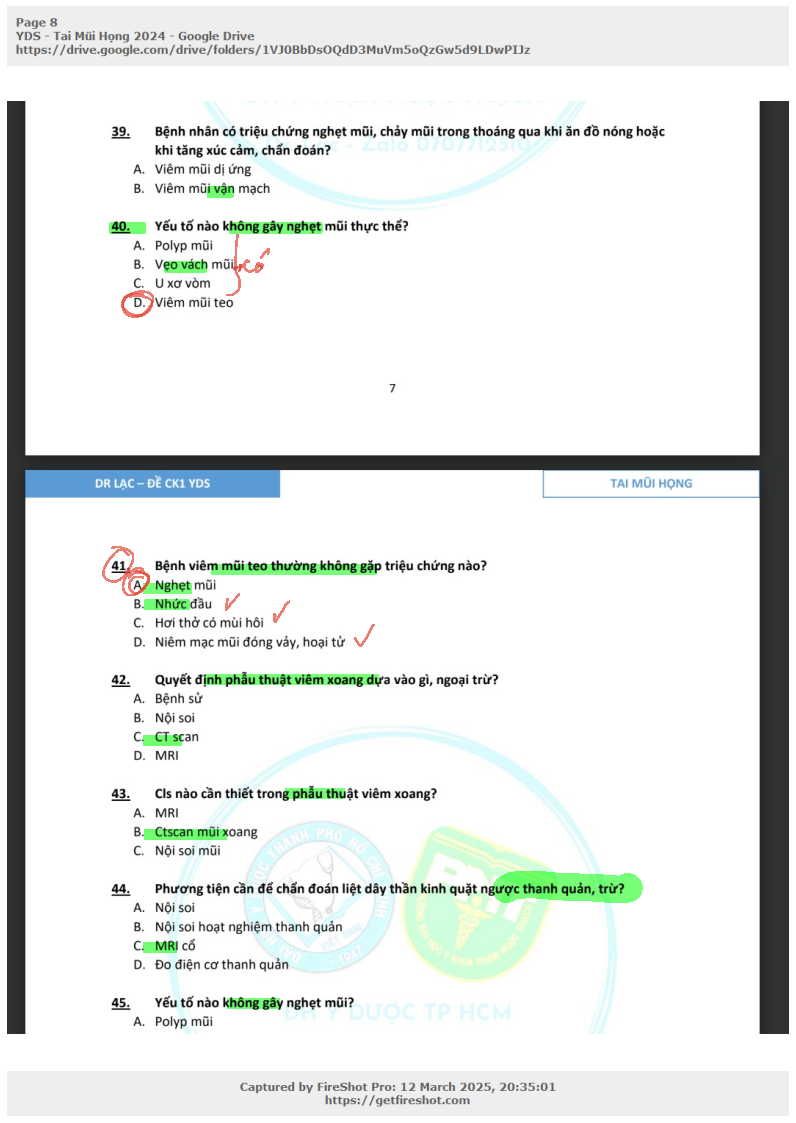 Page 8
YDS - Tai Mũi Họng 2024 - Google Drive
https://drive.google.com/drive/folders/1VJ0BbDsOQdD3MuVm5oQzGw5d9LDwPIJz
39. Bệnh nhân có triệu chứng nghẹt mũi, chảy mũi trong thoáng qua khi ăn đồ nóng hoặc
khi tăng xúc cảm, chẩn đoán?
Zalo 0707712510
A. Viêm mũi dị ứng
B. Viêm mũi vận mạch
40. Yếu tố nào không gây nghẹt mũi thực thể?
A. Polyp mũi
B. Vẹo vách mũi
có
C. U xơ vòm
D. Viêm mũi teo
7
DR LẠC – ĐỀ CK1 YDS
TAI MŨI HỌNG
41. Bệnh viêm mũi teo thường không gặp triệu chứng nào?
A. Nghẹt mũi
B. Nhức đầu
C. Hơi thở có mùi hôi
D. Niêm mạc mũi đóng vảy, hoại tử
42. Quyết định phẫu thuật viêm xoang dựa vào gì, ngoại trừ?
A. Bệnh sử
B. Nội soi
C. CT scan
D. MRI
43. Cls nào cần thiết trong phẫu thuật viêm xoang?
A. MRI
B. Ctscan mũi xoang
C. Nội soi mũi
44. Phương tiện cần để chẩn đoán liệt dây thần kinh quặt ngược thanh quản, trừ?
A. Nội soi
B. Nội soi hoạt nghiệm thanh quản
C. MRI cổ
D. Đo điện cơ thanh quản
VIỆT NAM
1947
45. Yếu tố nào không gây nghẹt mũi?
ĐH Y DƯỢC TP HCM
A. Polyp mũi
Captured by FireShot Pro: 12 March 2025, 20:35:01
https://getfireshot.com